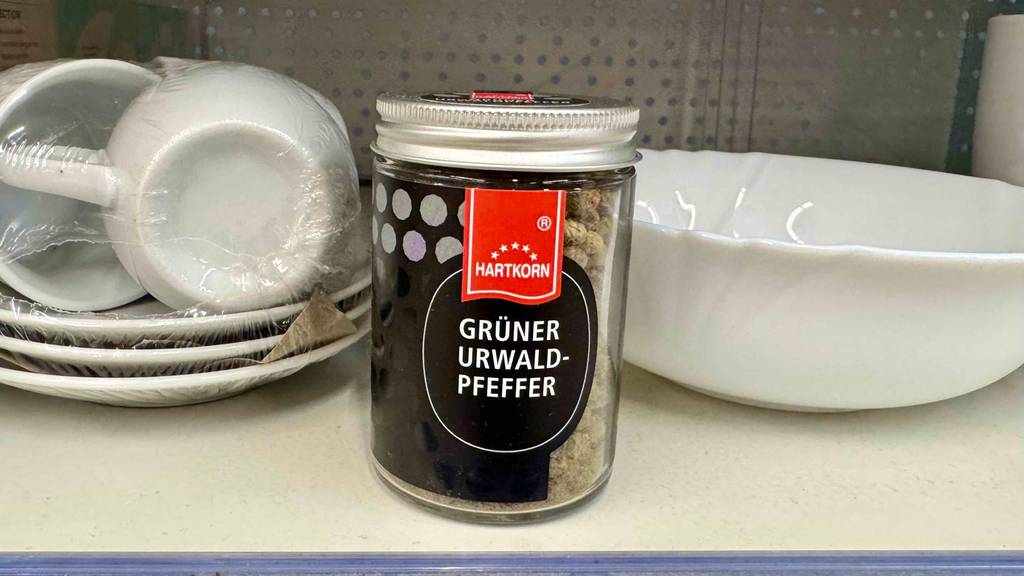 HARTKORN
®
GRÜNER
URWALD-
PFEFFER